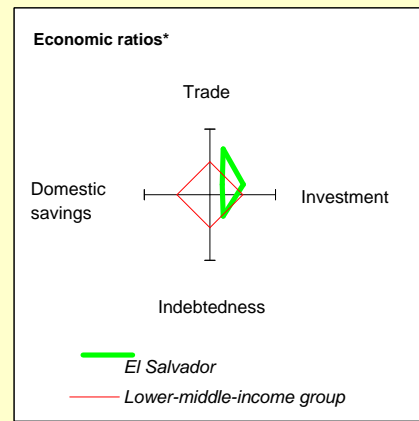 Economic ratios*
Trade
Domestic
savings
Investment
Indebtedness
El Salvador
Lower-middle-income group